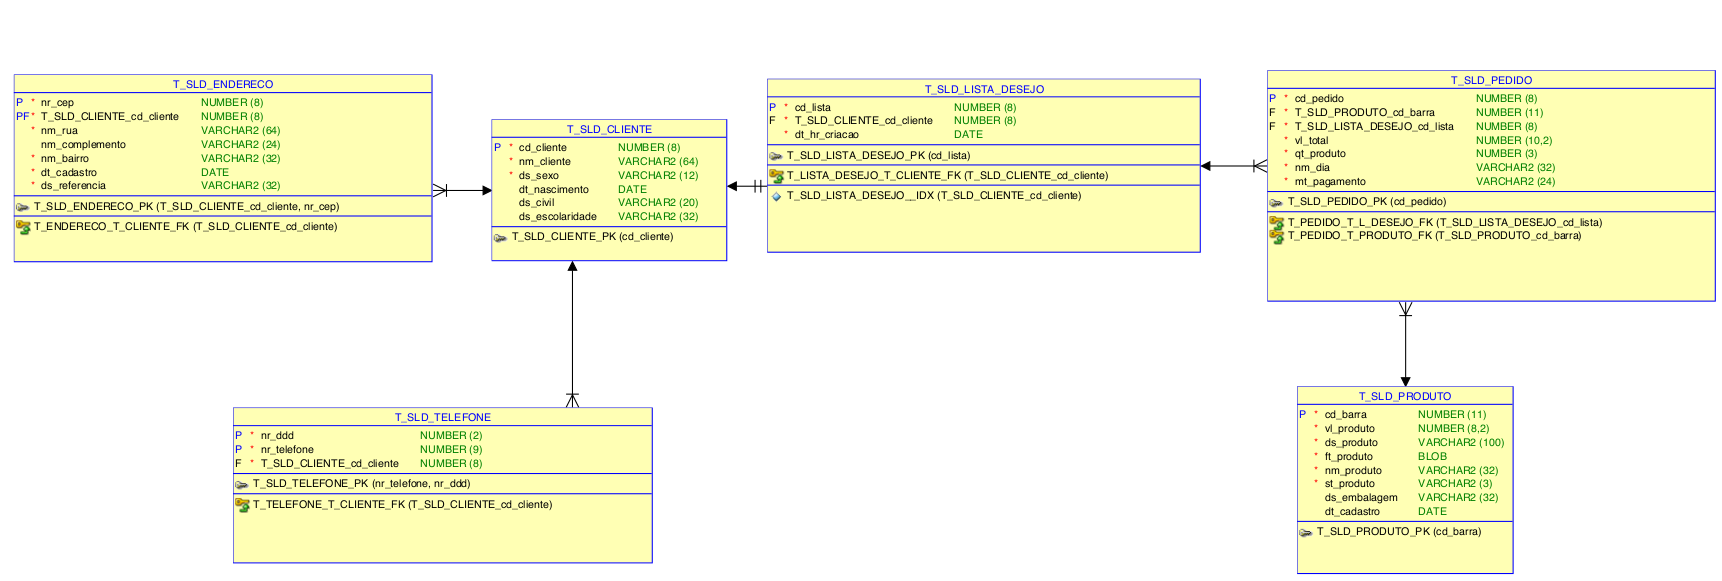 T_SLD_ENDERECO
P * nr_cep NUMBER (8)
PF * T_SLD_CLIENTE_cd_cliente NUMBER (8)
* nm_rua VARCHAR2 (64)
nm_complemento VARCHAR2 (24)
* nm_bairro VARCHAR2 (32)
* dt_cadastro DATE
* ds_referencia VARCHAR2 (32)
T_SLD_ENDERECO_PK (T_SLD_CLIENTE_cd_cliente, nr_cep)
T_ENDERECO_T_CLIENTE_FK (T_SLD_CLIENTE_cd_cliente)
T_SLD_CLIENTE
P * cd_cliente NUMBER (8)
* nm_cliente VARCHAR2 (64)
* ds_sexo VARCHAR2 (12)
dt_nascimento DATE
ds_civil VARCHAR2 (20)
ds_escolaridade VARCHAR2 (32)
T_SLD_CLIENTE_PK (cd_cliente)
T_SLD_LISTA_DESEJO
P * cd_lista NUMBER (8)
F * T_SLD_CLIENTE_cd_cliente NUMBER (8)
* dt_hr_criacao DATE
T_SLD_LISTA_DESEJO_PK (cd_lista)
T_LISTA_DESEJO_T_CLIENTE_FK (T_SLD_CLIENTE_cd_cliente)
T_SLD_LISTA_DESEJO__IDX (T_SLD_CLIENTE_cd_cliente)
T_SLD_PEDIDO
P * cd_pedido NUMBER (8)
F * T_SLD_PRODUTO_cd_barra NUMBER (11)
F * T_SLD_LISTA_DESEJO_cd_lista NUMBER (8)
* vl_total NUMBER (10,2)
* qt_produto NUMBER (3)
* nm_dia VARCHAR2 (32)
* mt_pagamento VARCHAR2 (24)
T_SLD_PEDIDO_PK (cd_pedido)
T_PEDIDO_T_L_DESEJO_FK (T_SLD_LISTA_DESEJO_cd_lista)
T_PEDIDO_T_PRODUTO_FK (T_SLD_PRODUTO_cd_barra)
T_SLD_TELEFONE
P * nr_ddd NUMBER (2)
P * nr_telefone NUMBER (9)
F * T_SLD_CLIENTE_cd_cliente NUMBER (8)
T_SLD_TELEFONE_PK (nr_telefone, nr_ddd)
T_TELEFONE_T_CLIENTE_FK (T_SLD_CLIENTE_cd_cliente)
T_SLD_PRODUTO
P * cd_barra NUMBER (11)
* vl_produto NUMBER (8,2)
* ds_produto VARCHAR2 (100)
* ft_produto BLOB
* nm_produto VARCHAR2 (32)
* st_produto VARCHAR2 (3)
ds_embalagem VARCHAR2 (32)
dt_cadastro DATE
T_SLD_PRODUTO_PK (cd_barra)